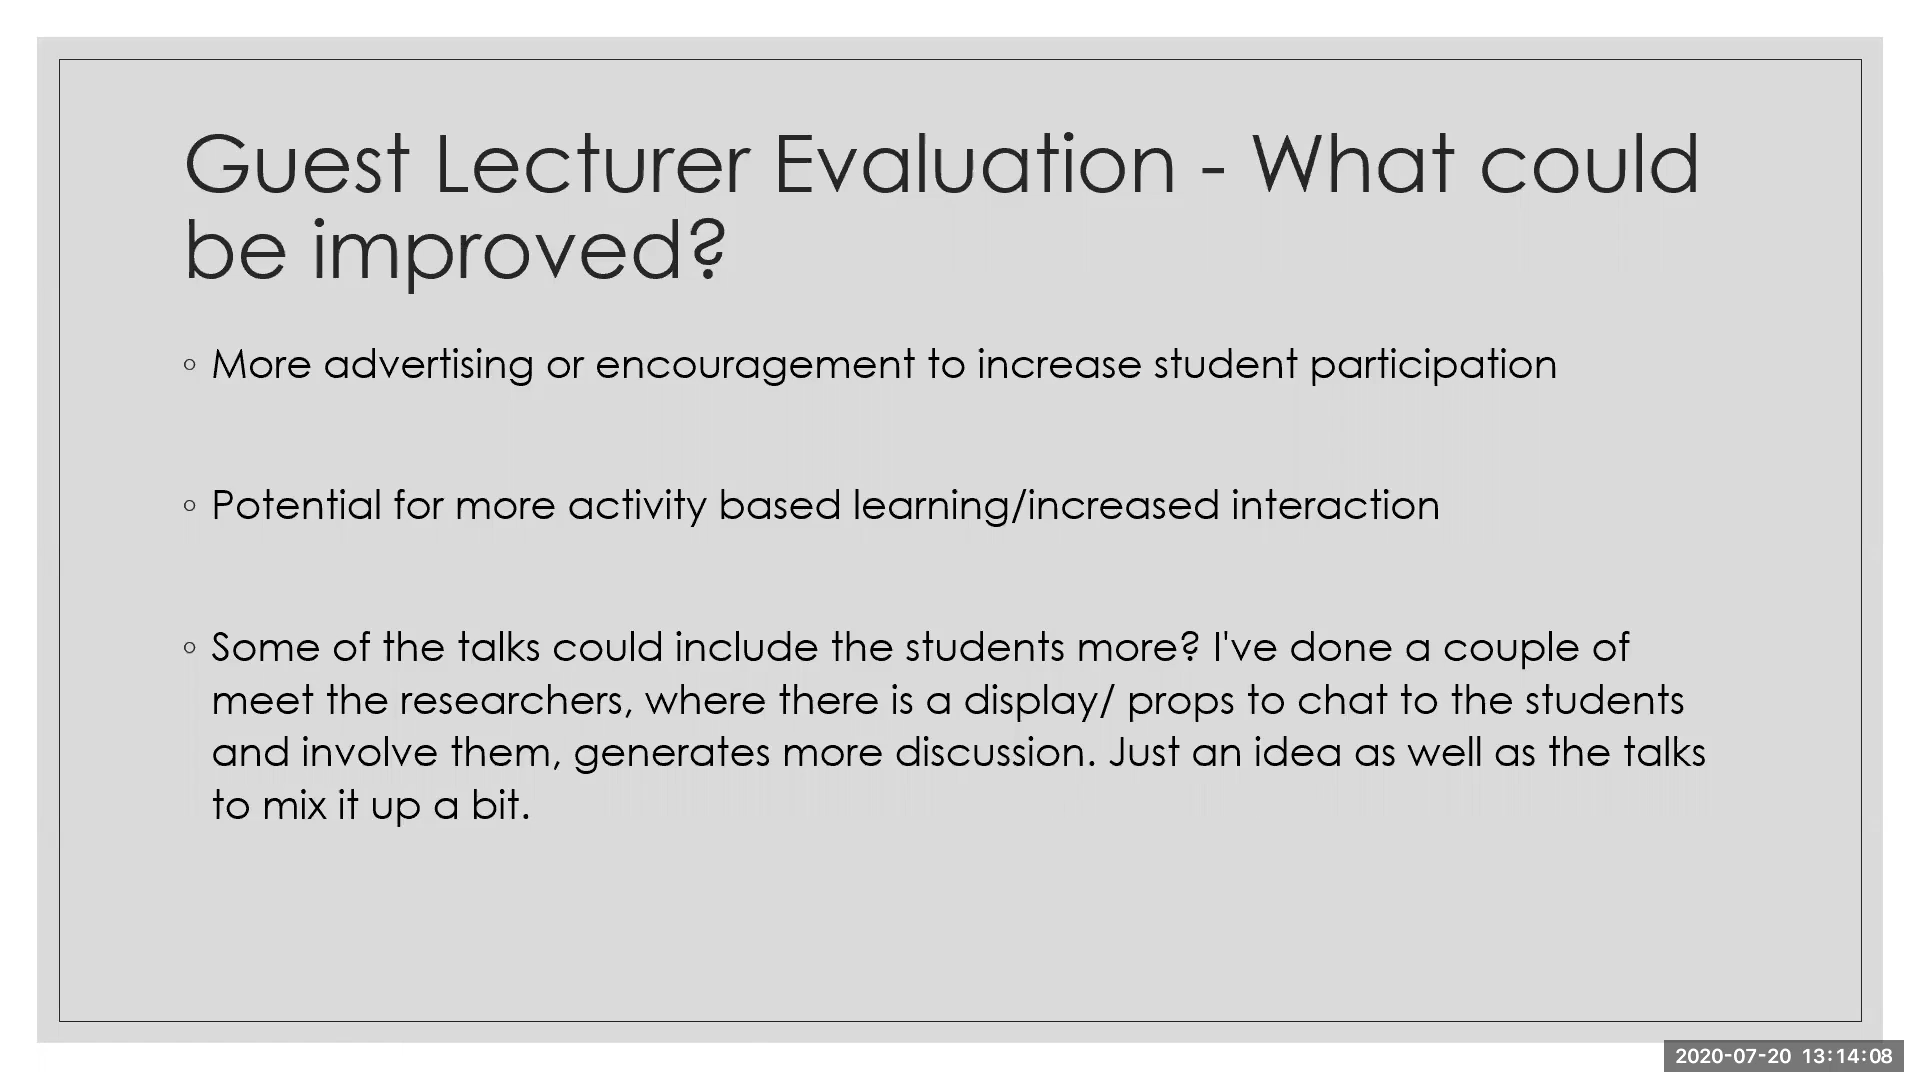 Guest Lecturer Evaluation - What could
be improved?
◦ More advertising or encouragement to increase student participation
◦ Potential for more activity based learning/increased interaction
◦ Some of the talks could include the students more? I've done a couple of
meet the researchers, where there is a display/ props to chat to the students
and involve them, generates more discussion. Just an idea as well as the talks
to mix it up a bit.
2020-07-20 13:14:08